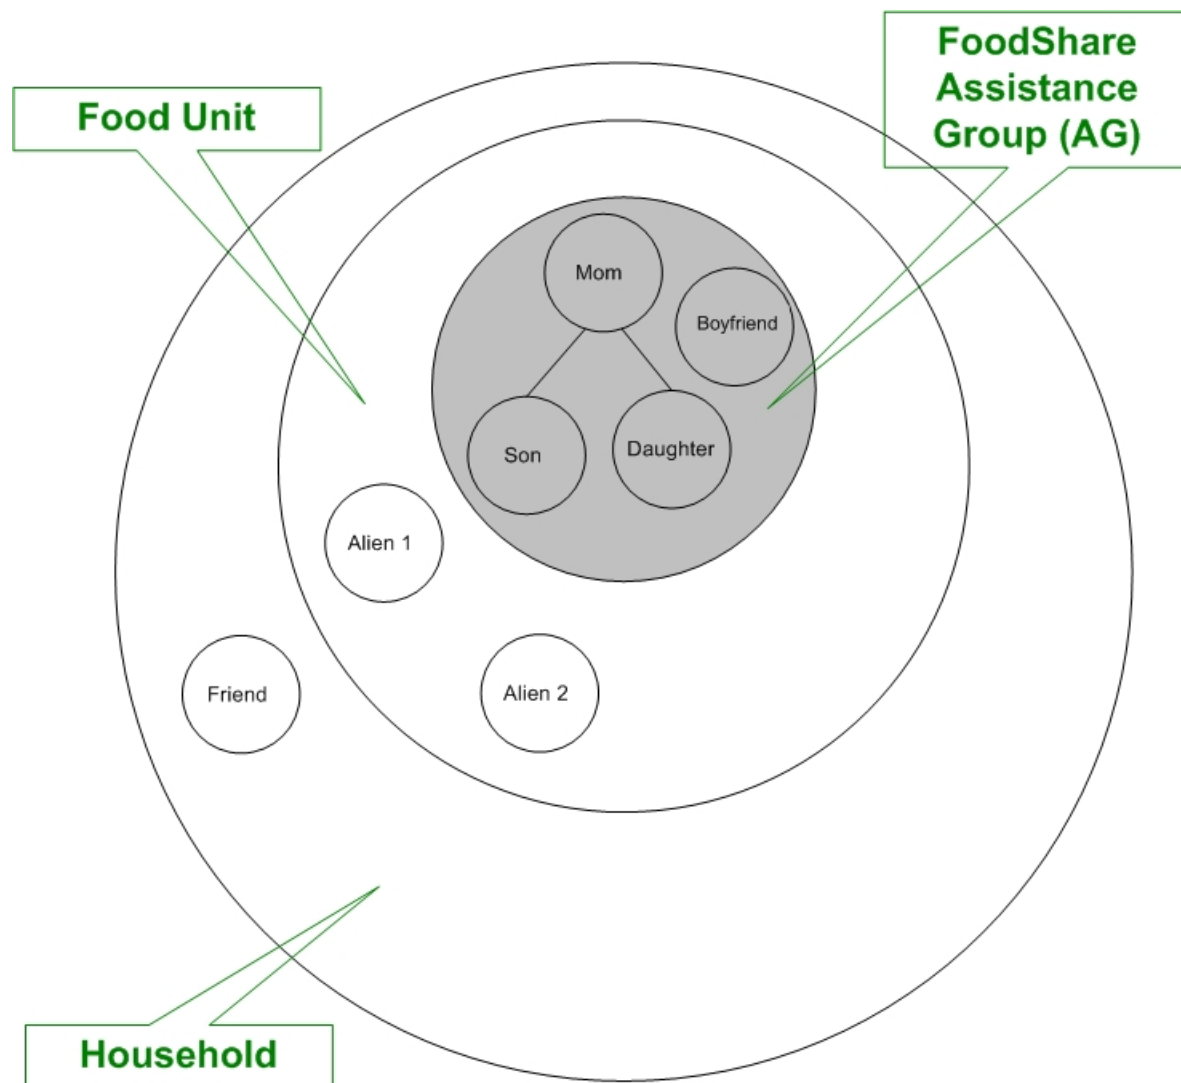 FoodShare
Assistance
Group (AG)
Food Unit
Mom
Boyfriend
Son
Daughter
Alien 1
Friend
Alien 2
Household